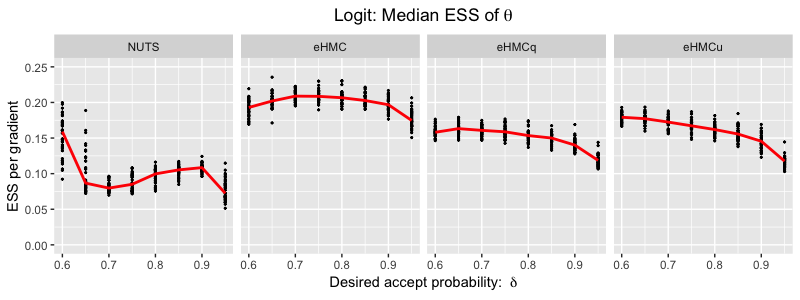 Logit: Median ESS of θ
NUTS eHMC eHMCq eHMCu
ESS per gradient
0.25
0.20
0.15
0.10
0.05
0.00
0.6 0.7 0.8 0.9 0.6 0.7 0.8 0.9 0.6 0.7 0.8 0.9 0.6 0.7 0.8 0.9
Desired accept probability: δ